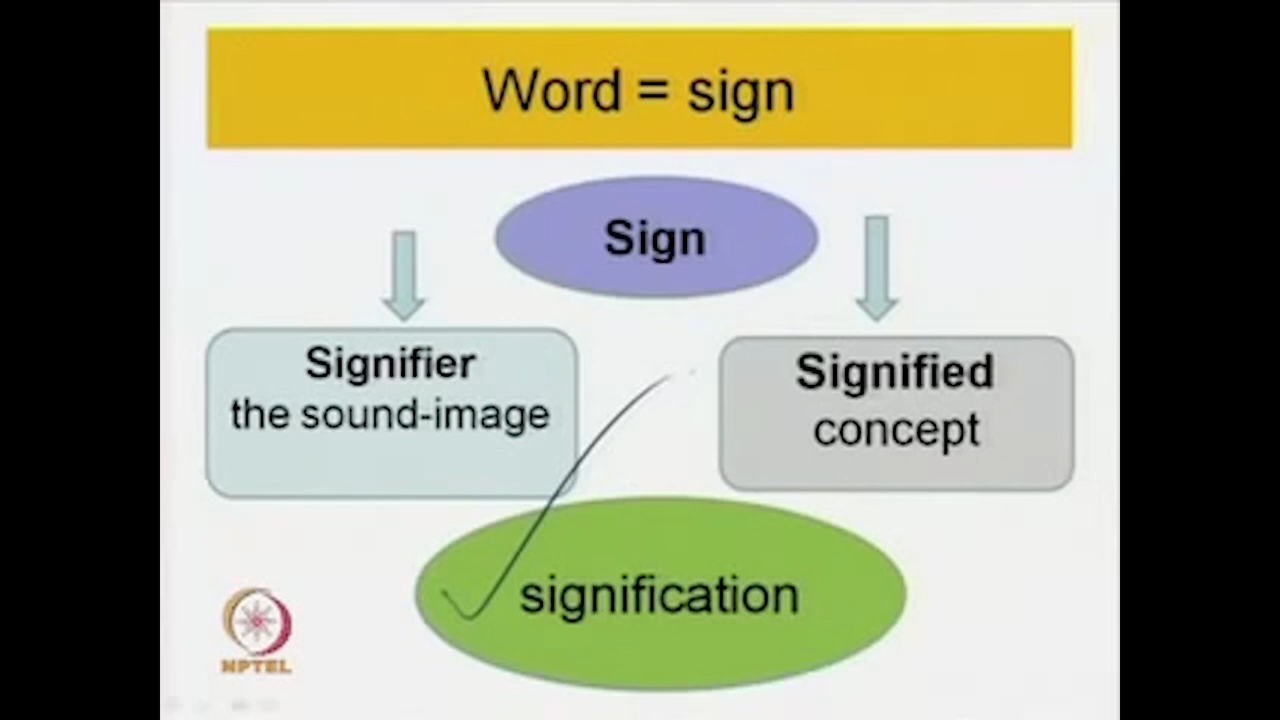 Word = sign
Sign
Signifier
the sound-image
Signified
concept
signification
NPTEL